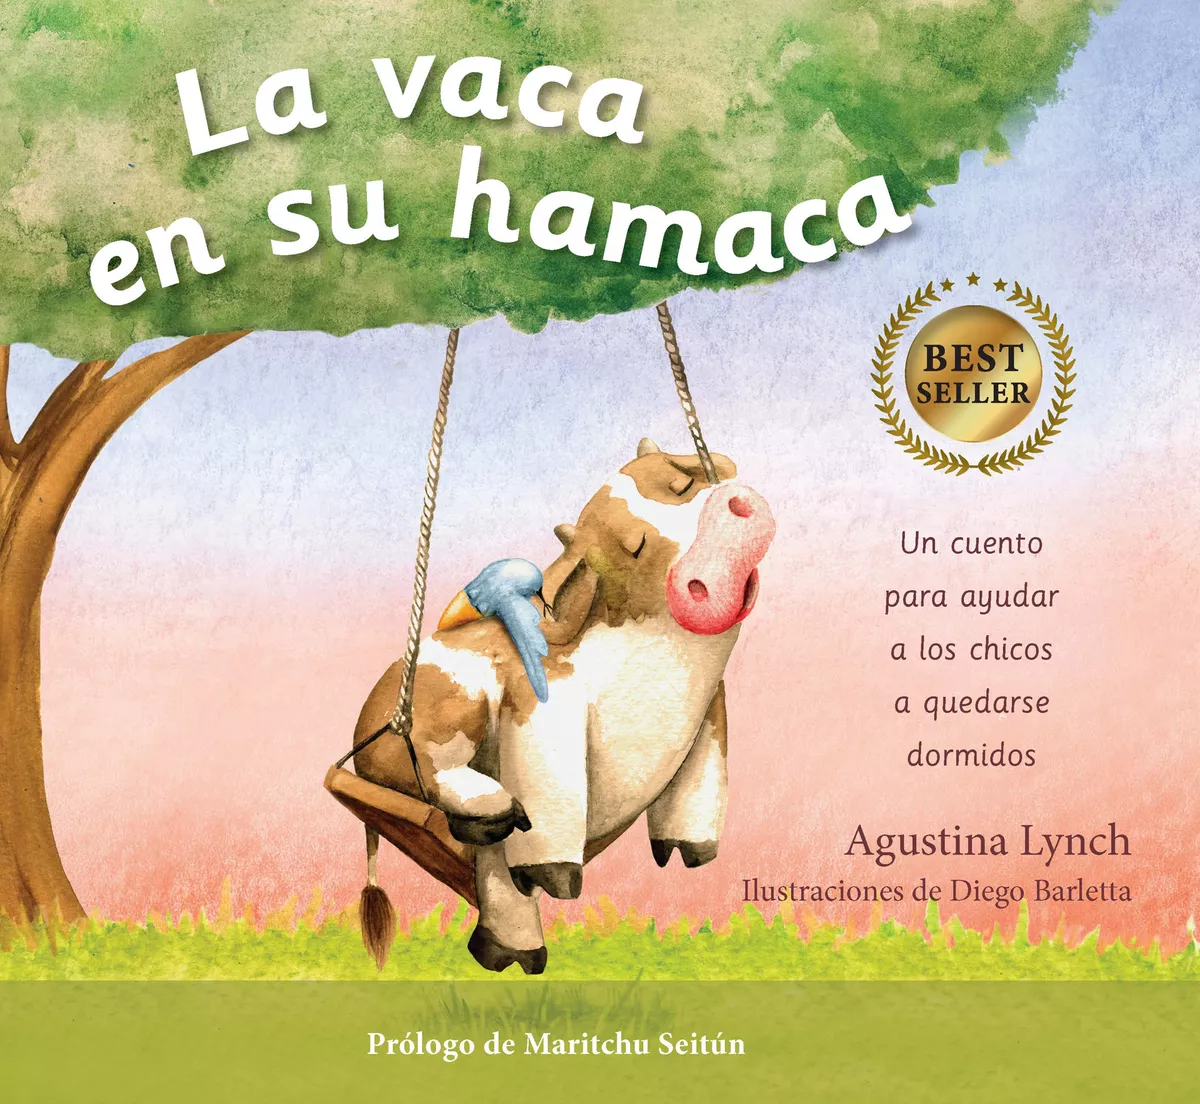 La vaca
en su hamaca
BEST
SELLER
Un cuento
para ayudar
a los chicos
a quedarse
dormidos
Agustina Lynch
Ilustraciones de Diego Barletta
Prólogo de Maritchu Seitún